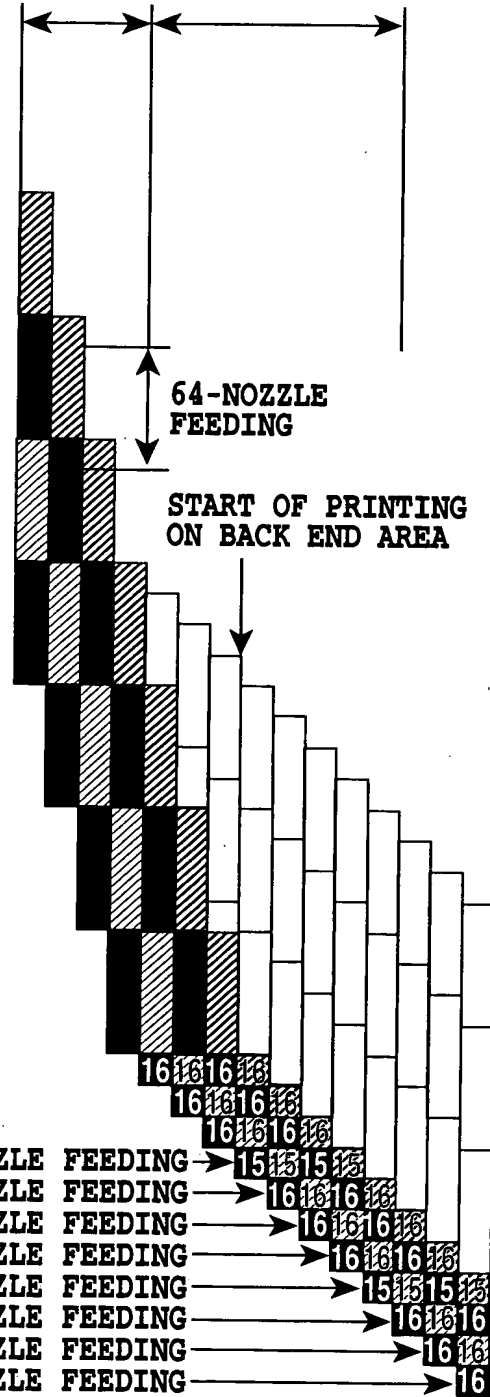 64-NOZZLE
FEEDING
START OF PRINTING
ON BACK END AREA
16 16 16 16
16 16 16 16
16 16 16 16
ZLE FEEDING 15 15 15 15
ZLE FEEDING 16 16 16 16
ZLE FEEDING 16 16 16 16
ZLE FEEDING 16 16 16 16
ZLE FEEDING 15 15 15 15
ZLE FEEDING 16 16 16
ZLE FEEDING 16 16
ZLE FEEDING 16